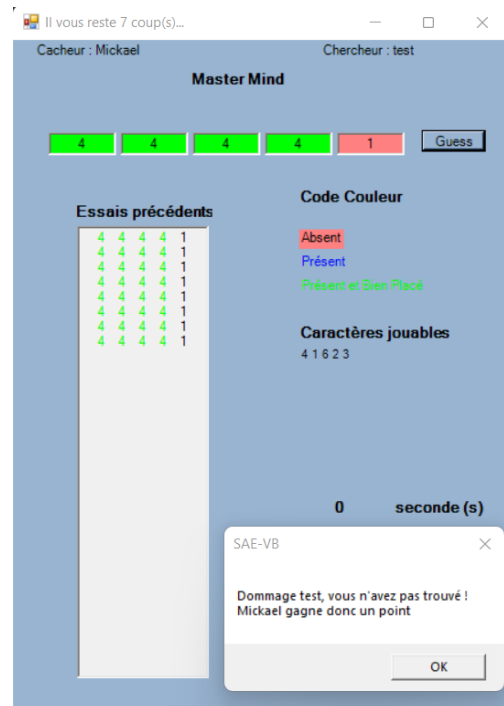 Il vous reste 7 coup(s)...
Cacheur : Mickael
Chercheur : test
Master Mind
4 4 4 4 1 Guess
Essais précédents
4 4 4 4 1
4 4 4 4 1
4 4 4 4 1
4 4 4 4 1
4 4 4 4 1
4 4 4 4 1
4 4 4 4 1
4 4 4 4 1
Code Couleur
Absent
Présent
Présent et Bien Placé
Caractères jouables
4 1 6 2 3
0 seconde (s)
SAE-VB
Dommage test, vous n'avez pas trouvé !
Mickael gagne donc un point
OK